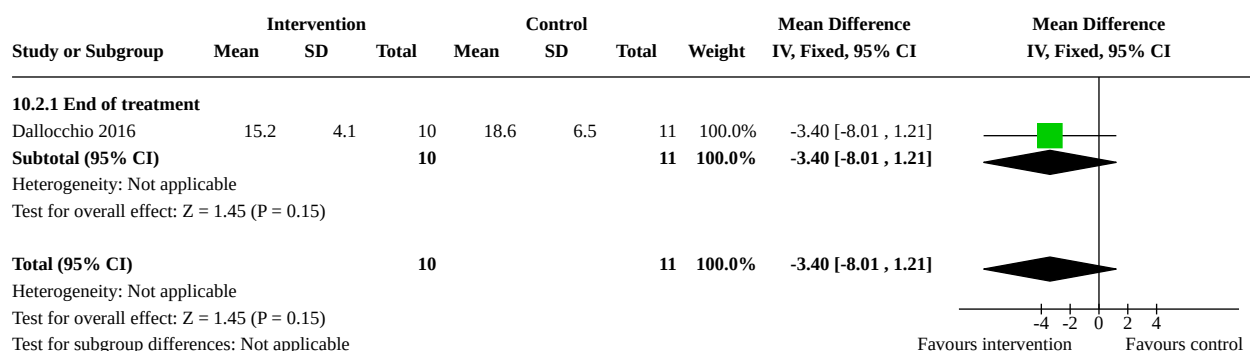 Intervention Control Mean Difference Mean Difference
Study or Subgroup Mean SD Total Mean SD Total Weight IV, Fixed, 95% CI IV, Fixed, 95% CI
10.2.1 End of treatment
Dallocchio 2016 15.2 4.1 10 18.6 6.5 11 100.0% -3.40 [-8.01 , 1.21]
Subtotal (95% CI) 10 11 100.0% -3.40 [-8.01 , 1.21]
Heterogeneity: Not applicable
Test for overall effect: Z = 1.45 (P = 0.15)
Total (95% CI) 10 11 100.0% -3.40 [-8.01 , 1.21]
Heterogeneity: Not applicable
Test for overall effect: Z = 1.45 (P = 0.15)
-4 -2 0 2 4
Test for subgroup differences: Not applicable Favours intervention Favours control